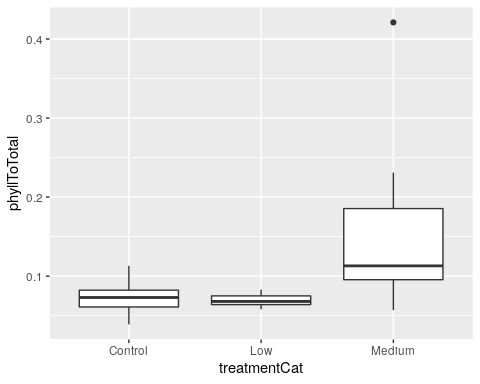 phyllToTotal
0.4
0.3
0.2
0.1
Control Low Medium
treatmentCat